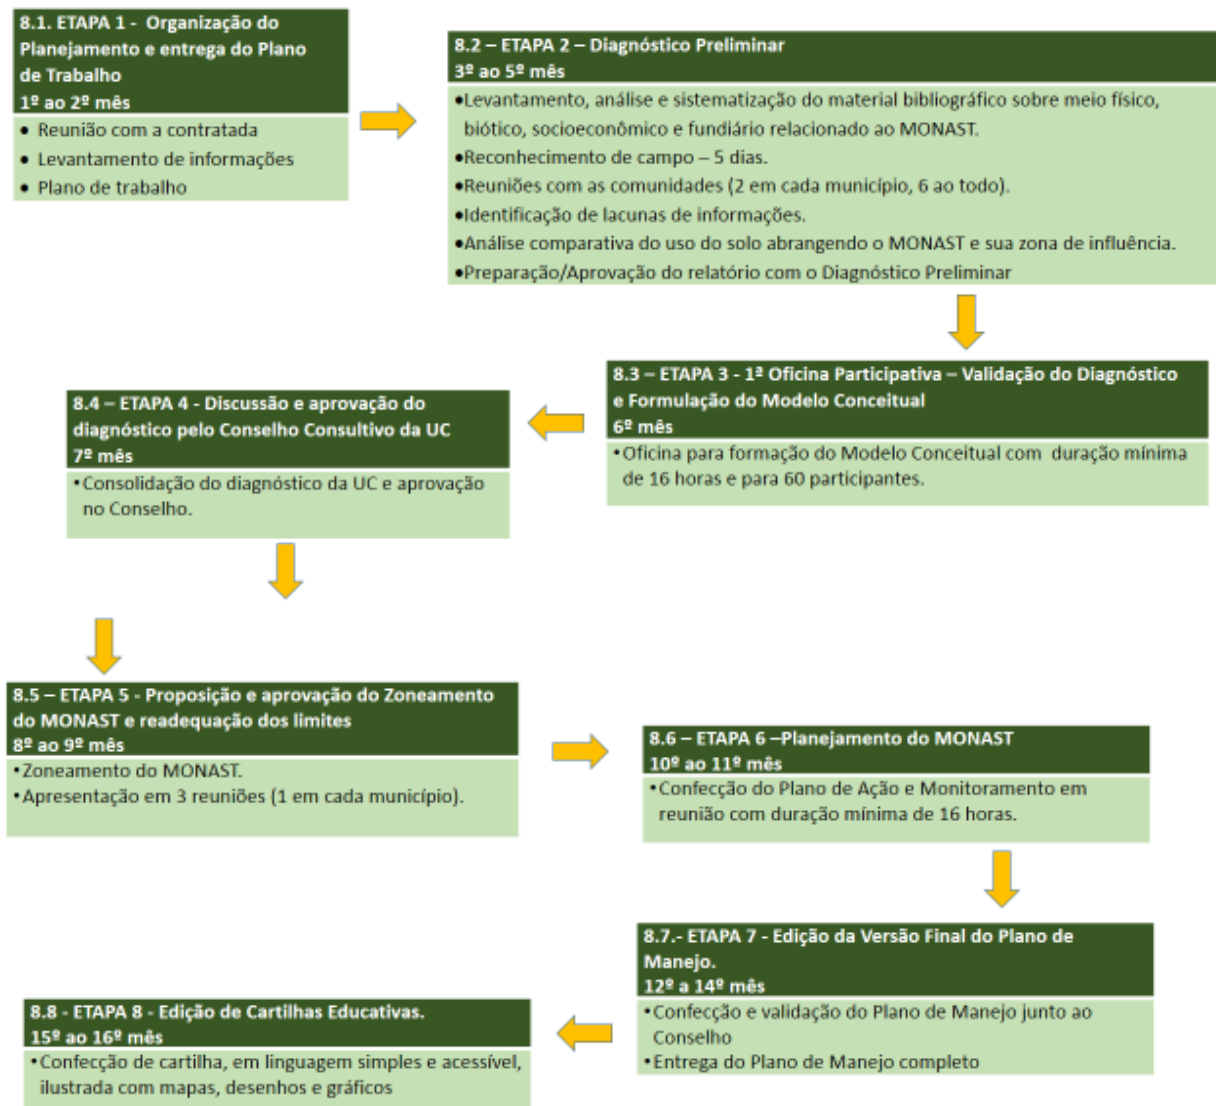 8.1. ETAPA 1 - Organização do
Planejamento e entrega do Plano
de Trabalho
1º ao 2º mês
• Reunião com a contratada
• Levantamento de informações
• Plano de trabalho
8.2 – ETAPA 2 – Diagnóstico Preliminar
3º ao 5º mês
•Levantamento, análise e sistematização do material bibliográfico sobre meio físico,
biótico, socioeconômico e fundiário relacionado ao MONAST.
•Reconhecimento de campo – 5 dias.
•Reuniões com as comunidades (2 em cada município, 6 ao todo).
•Identificação de lacunas de informações.
•Análise comparativa do uso do solo abrangendo o MONAST e sua zona de influência.
•Preparação/Aprovação do relatório com o Diagnóstico Preliminar
8.3 – ETAPA 3 - 1ª Oficina Participativa – Validação do Diagnóstico
e Formulação do Modelo Conceitual
6º mês
•Oficina para formação do Modelo Conceitual com duração mínima
de 16 horas e para 60 participantes.
8.4 – ETAPA 4 - Discussão e aprovação do
diagnóstico pelo Conselho Consultivo da UC
7º mês
•Consolidação do diagnóstico da UC e aprovação
no Conselho.
8.5 – ETAPA 5 - Proposição e aprovação do Zoneamento
do MONAST e readequação dos limites
8º ao 9º mês
•Zoneamento do MONAST.
•Apresentação em 3 reuniões (1 em cada município).
8.6 – ETAPA 6 –Planejamento do MONAST
10º ao 11º mês
•Confecção do Plano de Ação e Monitoramento em
reunião com duração mínima de 16 horas.
8.7.- ETAPA 7 - Edição da Versão Final do Plano de
Manejo.
12º a 14º mês
•Confecção e validação do Plano de Manejo junto ao
Conselho
•Entrega do Plano de Manejo completo
8.8 - ETAPA 8 - Edição de Cartilhas Educativas.
15º ao 16º mês
•Confecção de cartilha, em linguagem simples e acessível,
ilustrada com mapas, desenhos e gráficos